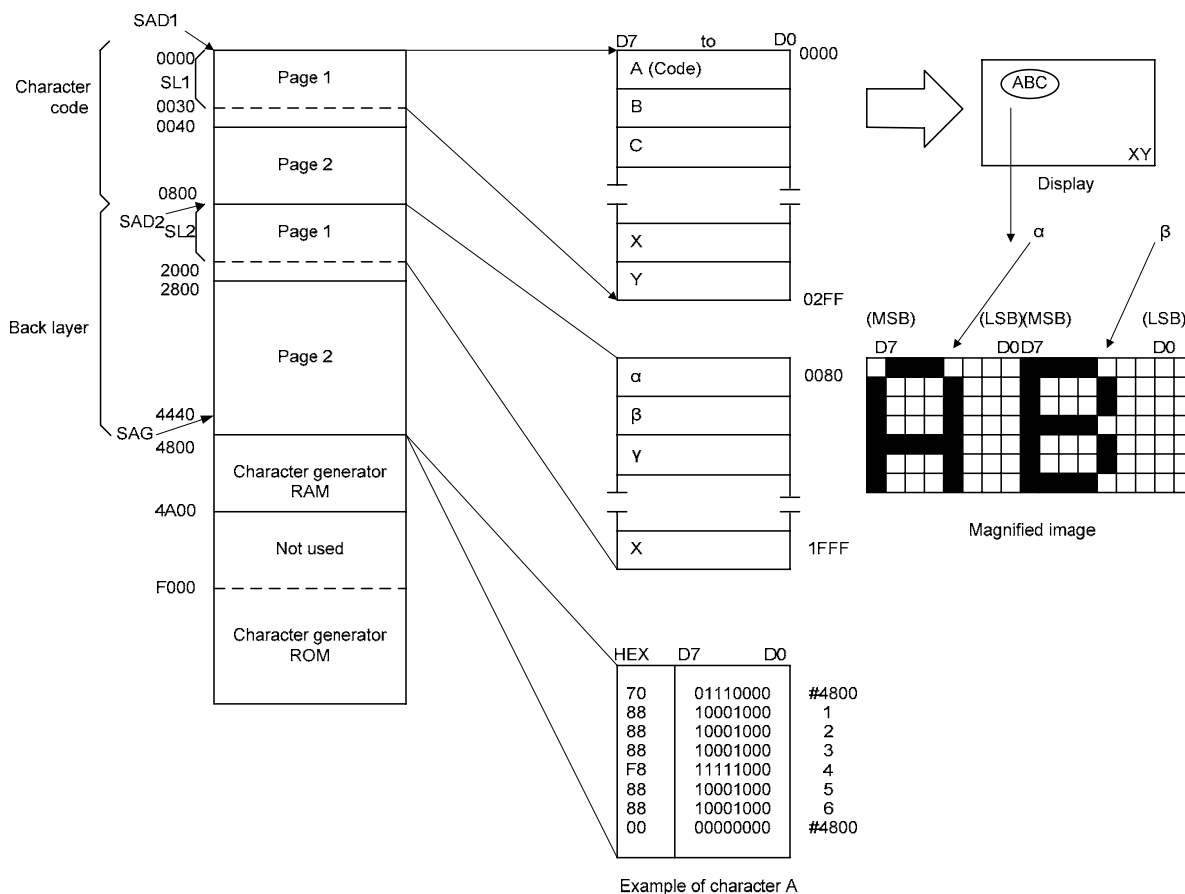 SAD1
Character code
Back layer
0000
SL1
0030
0040
0800
SAD2
SL2
2000
2800
4440
SAG
4800
4A00
F000
Page 1
Page 2
Page 1
Page 2
Character generator RAM
Not used
Character generator ROM
D7 to D0
0000
A (Code)
B
C
X
Y
02FF
α
0080
β
γ
X
1FFF
HEX D7 D0
70 01110000 #4800
88 10001000 1
88 10001000 2
88 10001000 3
F8 11111000 4
88 10001000 5
88 10001000 6
00 00000000 #4800
Example of character A
ABC
XY
Display
α β
(MSB) (LSB)(MSB) (LSB)
D7 D0 D7 D0
Magnified image